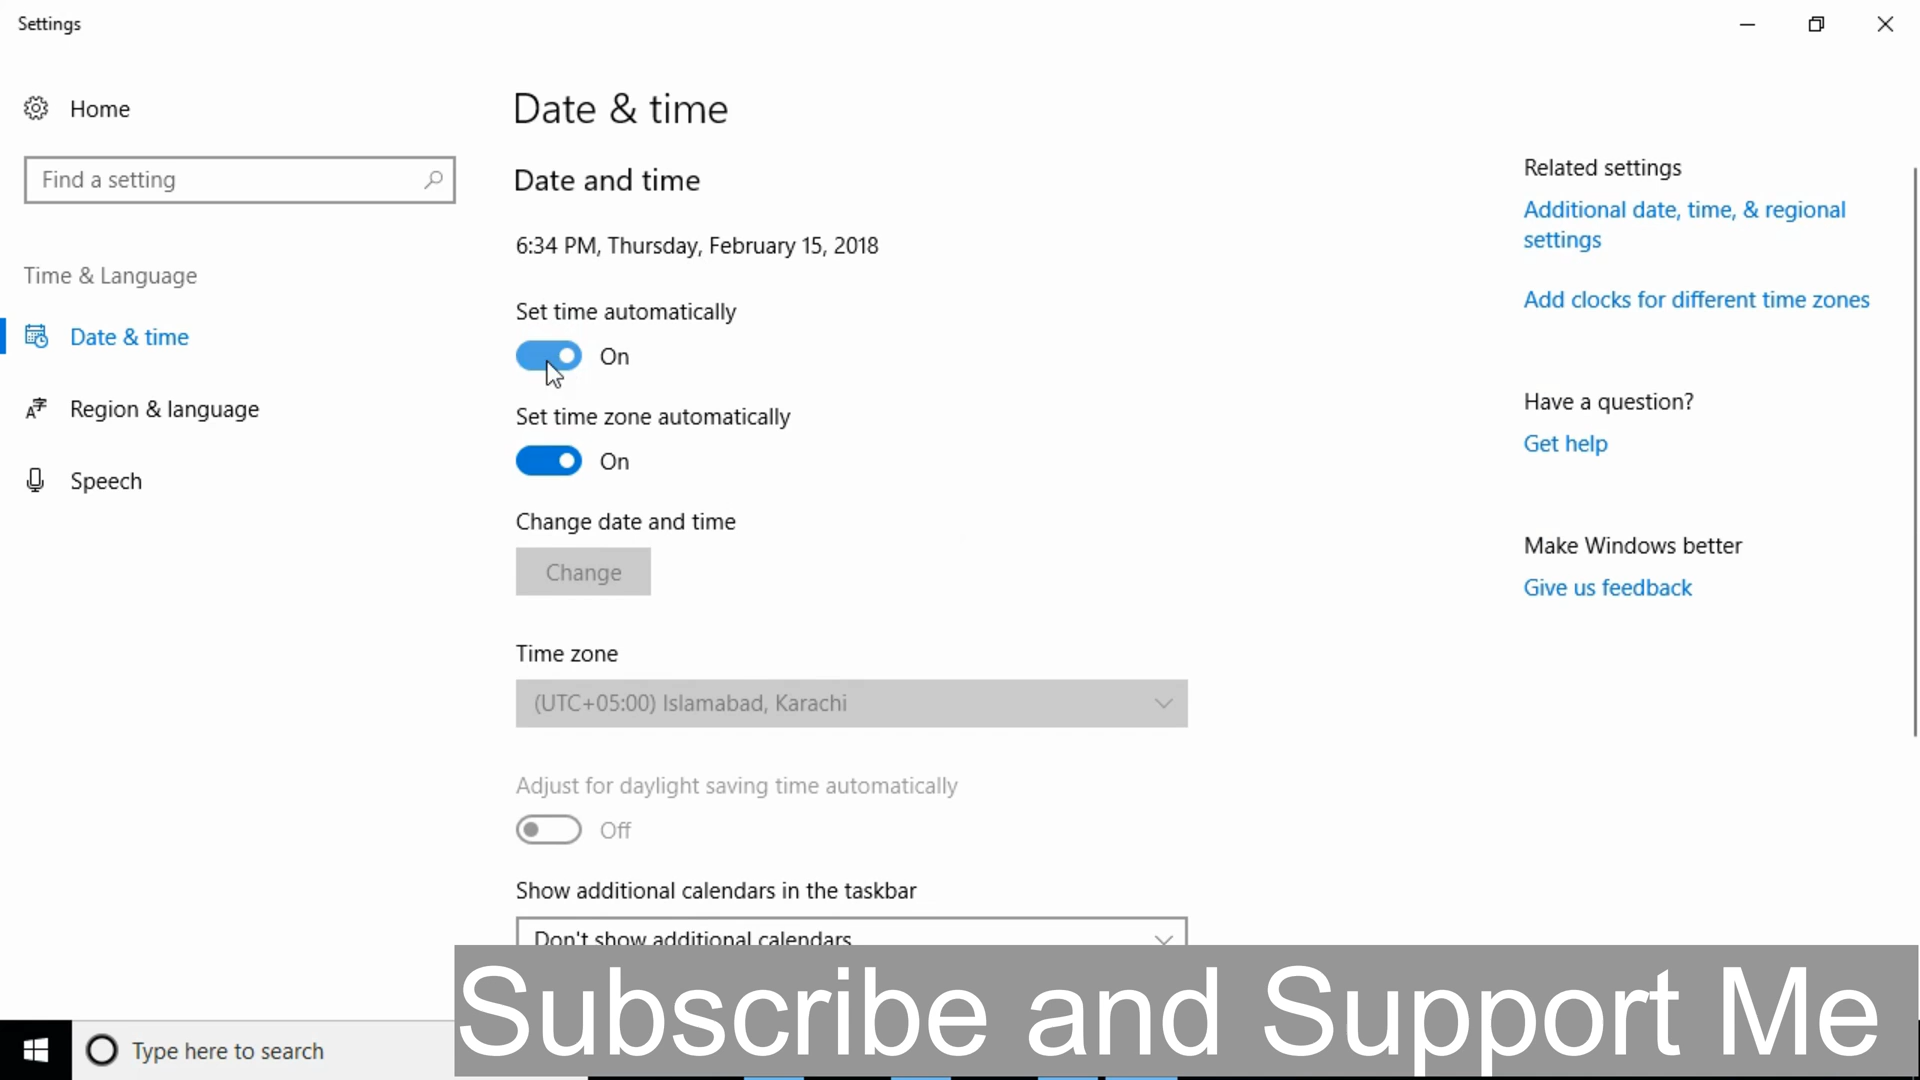 Settings
Home
Find a setting
Time & Language
Date & time
Region & language
Speech
Date & time
Date and time
6:34 PM, Thursday, February 15, 2018
Set time automatically
On
Set time zone automatically
On
Change date and time
Change
Time zone
(UTC+05:00) Islamabad, Karachi
Adjust for daylight saving time automatically
Off
Show additional calendars in the taskbar
Don't show additional calendars
Related settings
Additional date, time, & regional
settings
Add clocks for different time zones
Have a question?
Get help
Make Windows better
Give us feedback
Type here to search
Subscribe and Support Me